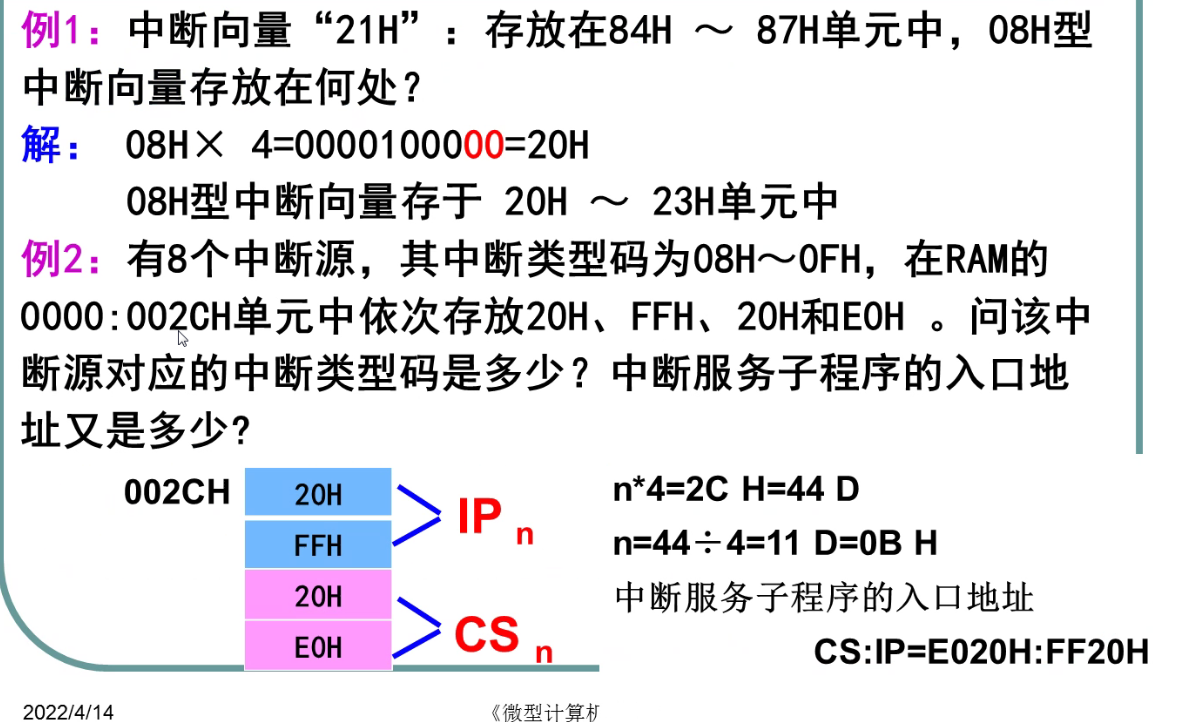 例1：中断向量“21H”：存放在84H ～ 87H单元中，08H型
中断向量存放在何处？
解： 08H× 4=0000100000=20H
08H型中断向量存于 20H ～ 23H单元中
例2：有8个中断源，其中断类型码为08H～0FH，在RAM的
0000:002CH单元中依次存放20H、FFH、20H和E0H 。问该中
断源对应的中断类型码是多少？中断服务子程序的入口地
址又是多少?
002CH
20H
FFH
20H
E0H
IP n
CS n
n*4=2C H=44 D
n=44÷4=11 D=0B H
中断服务子程序的入口地址
CS:IP=E020H:FF20H
2022/4/14
《微型计算机